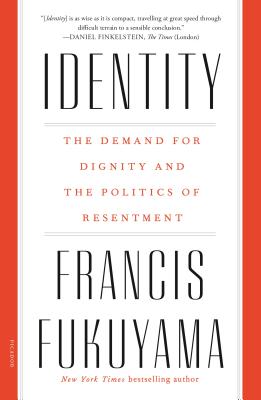 "[Identity] is as wise as it is compact, travelling at great speed through
difficult terrain to a sensible conclusion."
—DANIEL FINKELSTEIN, The Times (London)
IDENTITY
THE DEMAND FOR
DIGNITY AND
THE POLITICS OF
RESENTMENT
FRANCIS
FUKUYAMA
New York Times bestselling author
PICADOR